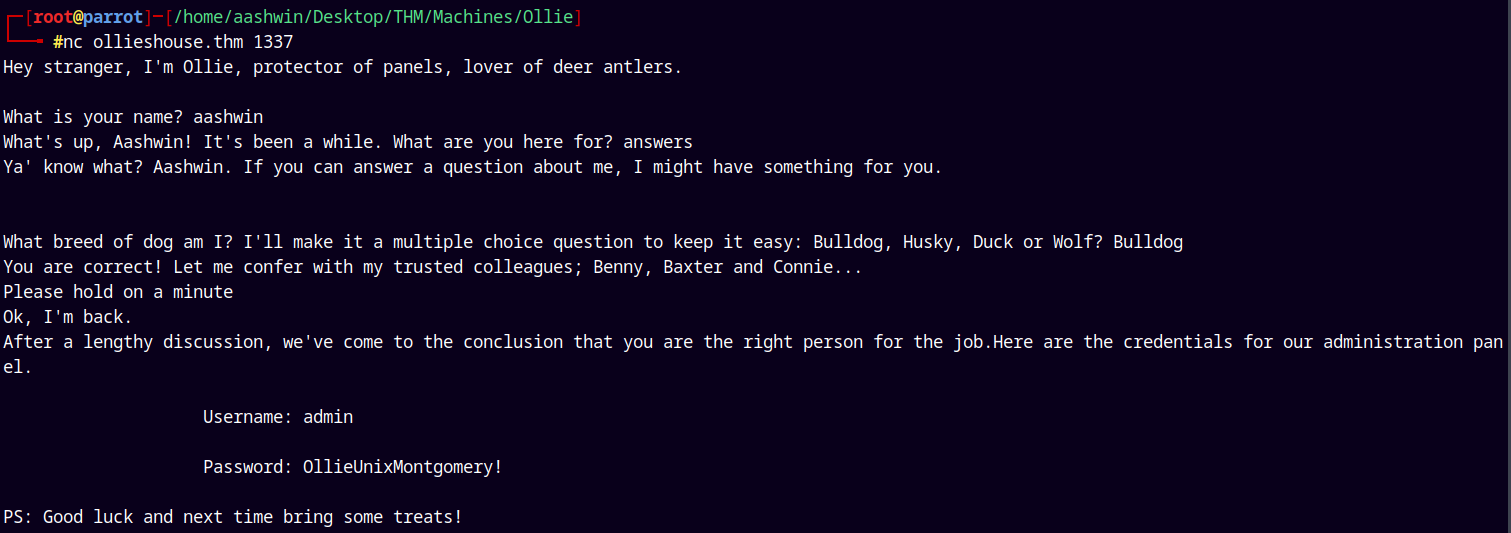 ┌─[root@parrot]─[/home/aashwin/Desktop/THM/Machines/Ollie]
└──╼ #nc ollieshouse.thm 1337
Hey stranger, I'm Ollie, protector of panels, lover of deer antlers.
What is your name? aashwin
What's up, Aashwin! It's been a while. What are you here for? answers
Ya' know what? Aashwin. If you can answer a question about me, I might have something for you.
What breed of dog am I? I'll make it a multiple choice question to keep it easy: Bulldog, Husky, Duck or Wolf? Bulldog
You are correct! Let me confer with my trusted colleagues; Benny, Baxter and Connie...
Please hold on a minute
Ok, I'm back.
After a lengthy discussion, we've come to the conclusion that you are the right person for the job.Here are the credentials for our administration pan
el.
Username: admin
Password: OllieUnixMontgomery!
PS: Good luck and next time bring some treats!